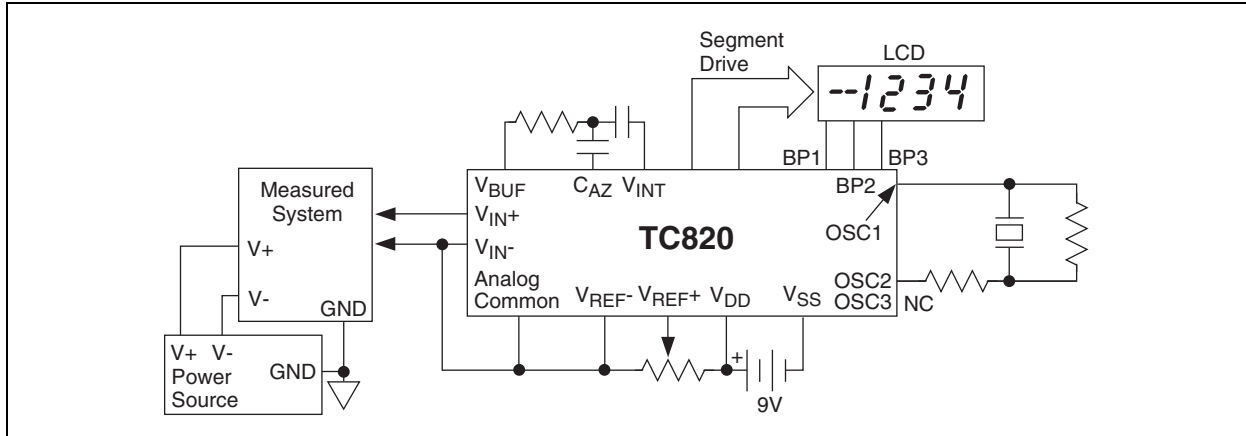 Segment
Drive
LCD
--1234
BP1
BP3
VBUF
CAZ
VINT
BP2
Measured
System
VIN+
OSC1
V+
VIN-
TC820
Analog
Common
V-
VREF-
VREF+
VDD
VSS
OSC2
OSC3
NC
GND
V+
V-
Power
Source
GND
+
9V